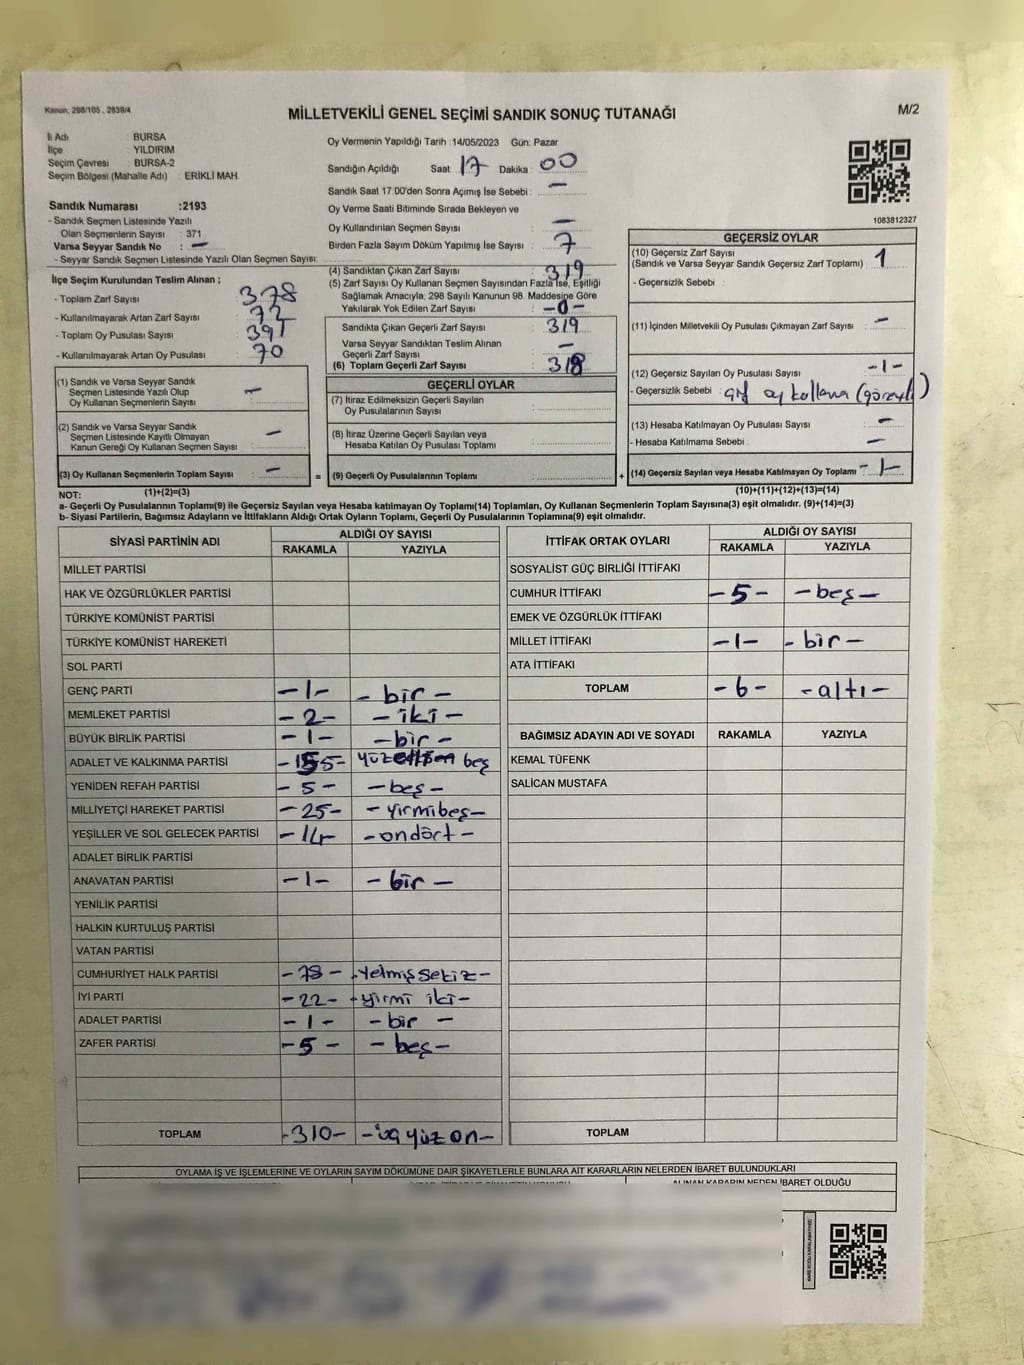 Kanun, 298/105 , 2839/4
MİLLETVEKİLİ GENEL SEÇİMİ SANDIK SONUÇ TUTANAĞI
M/2
İl Adı BURSA
İlçe YILDIRIM
Seçim Çevresi BURSA-2
Seçim Bölgesi (Mahalle Adı) : ERİKLİ MAH.
Sandık Numarası :2193
- Sandık Seçmen Listesinde Yazılı
Olan Seçmenlerin Sayısı : 371
Varsa Seyyar Sandık No : -
- Seyyar Sandık Seçmen Listesinde Yazılı Olan Seçmen Sayısı:
Oy Vermenin Yapıldığı Tarih : 14/05/2023 Gün: Pazar
Sandığın Açıldığı Saat : 17 Dakika : 00
Sandık Saat 17:00'den Sonra Açımış İse Sebebi : -
Oy Verme Saati Bitiminde Sırada Bekleyen ve
Oy Kullandırılan Seçmen Sayısı : -
Birden Fazla Sayım Döküm Yapılmış İse Sayısı : 7
1083812327
İlçe Seçim Kurulundan Teslim Alınan ;
- Toplam Zarf Sayısı : 378
- Kullanılmayarak Artan Zarf Sayısı : 72
- Toplam Oy Pusulası Sayısı : 391
- Kullanılmayarak Artan Oy Pusulası : 70
(4) Sandıktan Çıkan Zarf Sayısı : 319
(5) Zarf Sayısı Oy Kullanan Seçmen Sayısından Fazla İse, Eşitliği
Sağlamak Amacıyla, 298 Sayılı Kanunun 98. Maddesine Göre
Yakılarak Yok Edilen Zarf Sayısı : -0-
Sandıkta Çıkan Geçerli Zarf Sayısı : 319
Varsa Seyyar Sandıktan Teslim Alınan
Geçerli Zarf Sayısı : -
(6) Toplam Geçerli Zarf Sayısı : 318
GEÇERSİZ OYLAR
(10) Geçersiz Zarf Sayısı
(Sandık ve Varsa Seyyar Sandık Geçersiz Zarf Toplamı) : 1
- Geçersizlik Sebebi :
(11) İçinden Milletvekili Oy Pusulası Çıkmayan Zarf Sayısı : -
(12) Geçersiz Sayılan Oy Pusulası Sayısı : -1-
- Geçersizlik Sebebi : oy kullana
(13) Hesaba Katılmayan Oy Pusulası Sayısı : -
- Hesaba Katılmama Sebebi : -
(14) Geçersiz Sayılan veya Hesaba Katılmayan Oy Toplamı : -1-
(1) Sandık ve Varsa Seyyar Sandık
Seçmen Listesinde Yazılı Olup
Oy Kullanan Seçmenlerin Sayısı : -
(2) Sandık ve Varsa Seyyar Sandık
Seçmen Listesinde Kayıtlı Olmayan
Kanun Gereği Oy Kullanan Seçmen Sayısı : -
(3) Oy Kullanan Seçmenlerin Toplam Sayısı : - =
GEÇERLİ OYLAR
(7) İtiraz Edilmeksizin Geçerli Sayılan
Oy Pusulalarının Sayısı :
(8) İtiraz Üzerine Geçerli Sayılan veya
Hesaba Katılan Oy Pusulası Toplamı :
(9) Geçerli Oy Pusulalarının Toplamı : +
NOT: (1)+(2)=(3) (10)+(11)+(12)+(13)=(14)
a- Geçerli Oy Pusulalarının Toplamı(9) ile Geçersiz Sayılan veya Hesaba katılmayan Oy Toplamı(14) Toplamları, Oy Kullanan Seçmenlerin Toplam Sayısına(3) eşit olmalıdır. (9)+(14)=(3)
b- Siyasi Partilerin, Bağımsız Adayların ve İttifakların Aldığı Ortak Oyların Toplamı, Geçerli Oy Pusulalarının Toplamına(9) eşit olmalıdır.
SİYASİ PARTİNİN ADI ALDIĞI OY SAYISI
RAKAMLA YAZIYLA
MİLLET PARTİSİ
HAK VE ÖZGÜRLÜKLER PARTİSİ
TÜRKİYE KOMÜNİST PARTİSİ
TÜRKİYE KOMÜNİST HAREKETİ
SOL PARTİ
GENÇ PARTİ -1- -bir-
MEMLEKET PARTİSİ -2- -iki-
BÜYÜK BİRLİK PARTİSİ -1- -bir-
ADALET VE KALKINMA PARTİSİ -155- beş
YENİDEN REFAH PARTİSİ -5- -beş-
MİLLİYETÇİ HAREKET PARTİSİ -25- -yirmibeş-
YEŞİLLER VE SOL GELECEK PARTİSİ -14- -ondört-
ADALET BİRLİK PARTİSİ
ANAVATAN PARTİSİ -1- -bir-
YENİLİK PARTİSİ
HALKIN KURTULUŞ PARTİSİ
VATAN PARTİSİ
CUMHURİYET HALK PARTİSİ -78- -yetmişsekiz-
İYİ PARTİ -22- -yirmi iki-
ADALET PARTİSİ -1- -bir-
ZAFER PARTİSİ -5- -beş-
TOPLAM -310- -üçyüz on-
İTTİFAK ORTAK OYLARI ALDIĞI OY SAYISI
RAKAMLA YAZIYLA
SOSYALİST GÜÇ BİRLİĞİ İTTİFAKI
CUMHUR İTTİFAKI -5- -beş-
EMEK VE ÖZGÜRLÜK İTTİFAKI
MİLLET İTTİFAKI -1- -bir-
ATA İTTİFAKI
TOPLAM -6- -altı-
BAĞIMSIZ ADAYIN ADI VE SOYADI RAKAMLA YAZIYLA
KEMAL TÜFENK
SALİCAN MUSTAFA
TOPLAM
OYLAMA İŞ VE İŞLEMLERİNE VE OYLARIN SAYIM DÖKÜMÜNE DAİR ŞİKAYETLERLE BUNLARA AİT KARARLARIN NELERDEN İBARET BULUNDUKLARI
ALINAN KARARIN NEDEN İBARET OLDUĞU